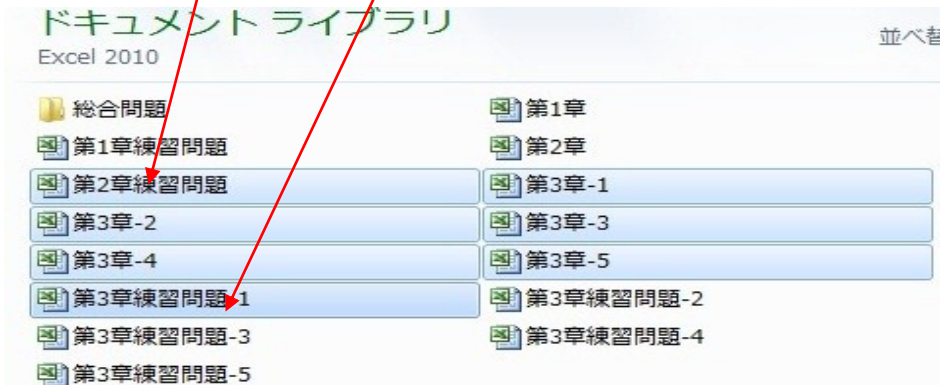 ドキュメント ライブラリ
Excel 2010
並べ替
総合問題
第1章
第1章練習問題
第2章
第2章練習問題
第3章-1
第3章-2
第3章-3
第3章-4
第3章-5
第3章練習問題-1
第3章練習問題-2
第3章練習問題-3
第3章練習問題-4
第3章練習問題-5